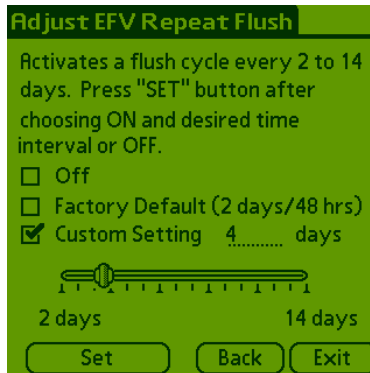 Adjust EFV Repeat Flush
Activates a flush cycle every 2 to 14
days. Press "SET" button after
choosing ON and desired time
interval or OFF.
Off
Factory Default (2 days/48 hrs)
Custom Setting 4 days
2 days 14 days
Set Back Exit